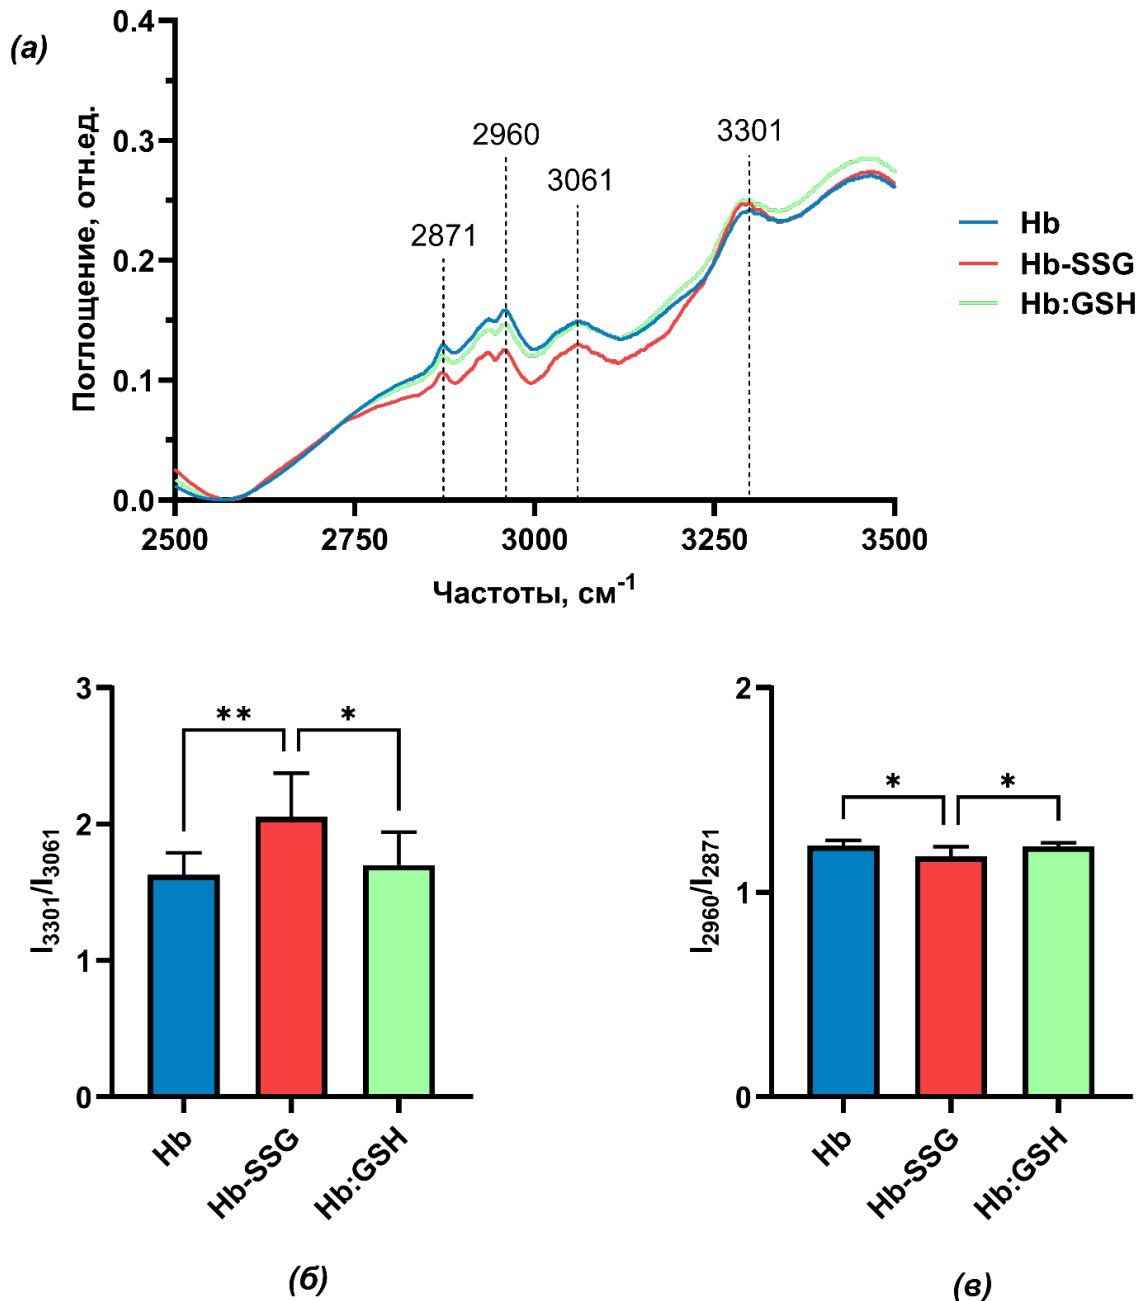 (а)
Поглощение, отн.ед.
0.4
0.3
0.2
0.1
0.0
2871
2960
3061
3301
2500
2750
3000
3250
3500
Частоты, см-1
Hb
Hb-SSG
Hb:GSH
I3301/I3061
3
2
1
0
**
*
Hb
Hb-SSG
Hb:GSH
(б)
I2960/I2871
2
1
0
*
*
Hb
Hb-SSG
Hb:GSH
(в)